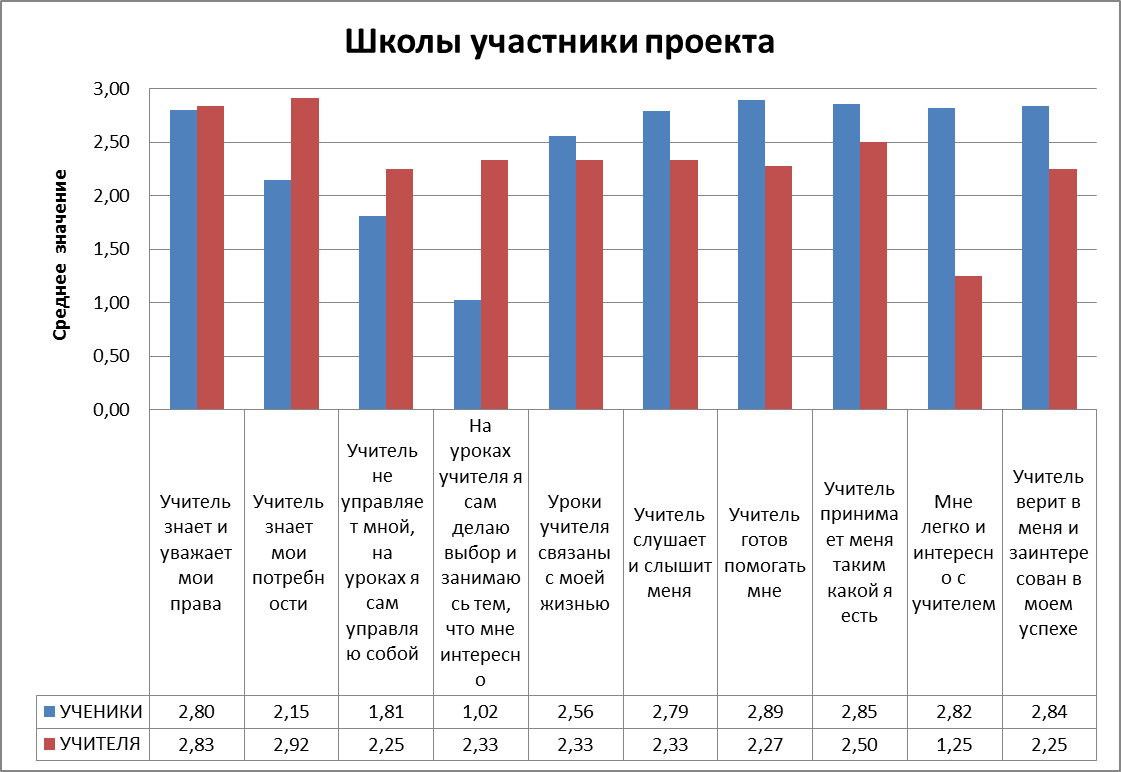 Школы участники проекта
Среднее значение
3,00
2,50
2,00
1,50
1,00
0,50
0,00
Учитель
знает и
уважает
мои
права
Учитель
знает
мои
потребн
ости
Учитель
не
управляе
т мной,
на
уроках я
сам
управля
ю собой
На
уроках
учителя я
сам
делаю
выбор и
занимаю
сь тем,
что мне
интересн
о
Уроки
учителя
связаны
с моей
жизнью
Учитель
слушает
и слышит
меня
Учитель
готов
помогать
мне
Учитель
принима
ет меня
таким
какой я
есть
Мне
легко и
интересн
о с
учителем
Учитель
верит в
меня и
заинтере
сован в
моем
успехе
УЧЕНИКИ 2,80 2,15 1,81 1,02 2,56 2,79 2,89 2,85 2,82 2,84
УЧИТЕЛЯ 2,83 2,92 2,25 2,33 2,33 2,33 2,27 2,50 1,25 2,25